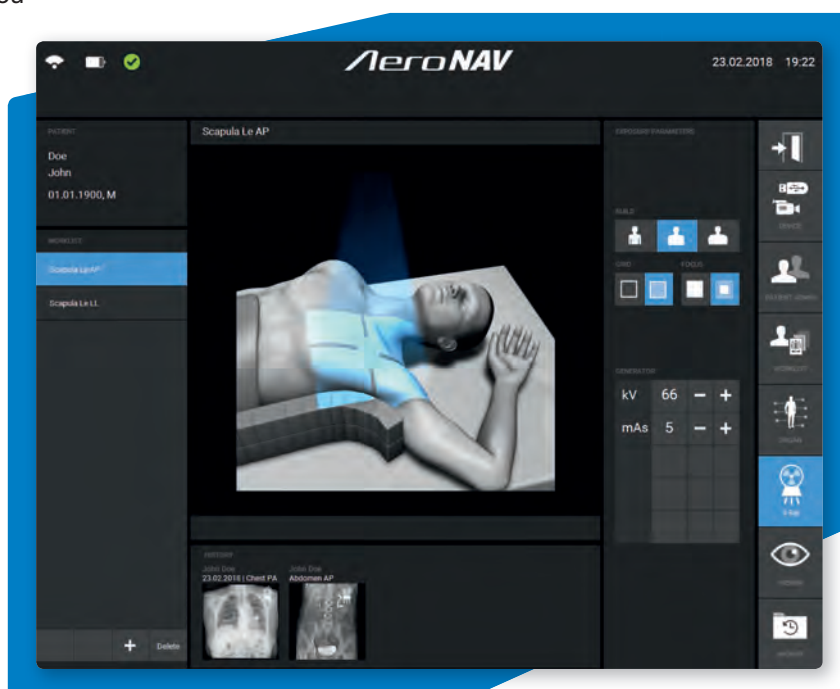 AeroNAV
23.02.2018 19:22
PATIENT
Doe
John
01.01.1900, M
WORKLIST
Scapula Le AP
Scapula Le LL
+ Delete
Scapula Le AP
HISTORY
John Doe
23.02.2018 | Chest PA
John Doe
Abdomen AP
EXPOSURE PARAMETERS
BUILD
GRID FOCUS
GENERATOR
kV 66 − +
mAs 5 − +
B
DEVICE
PATIENT ADMIN
WORKLIST
ORGAN
X-RAY